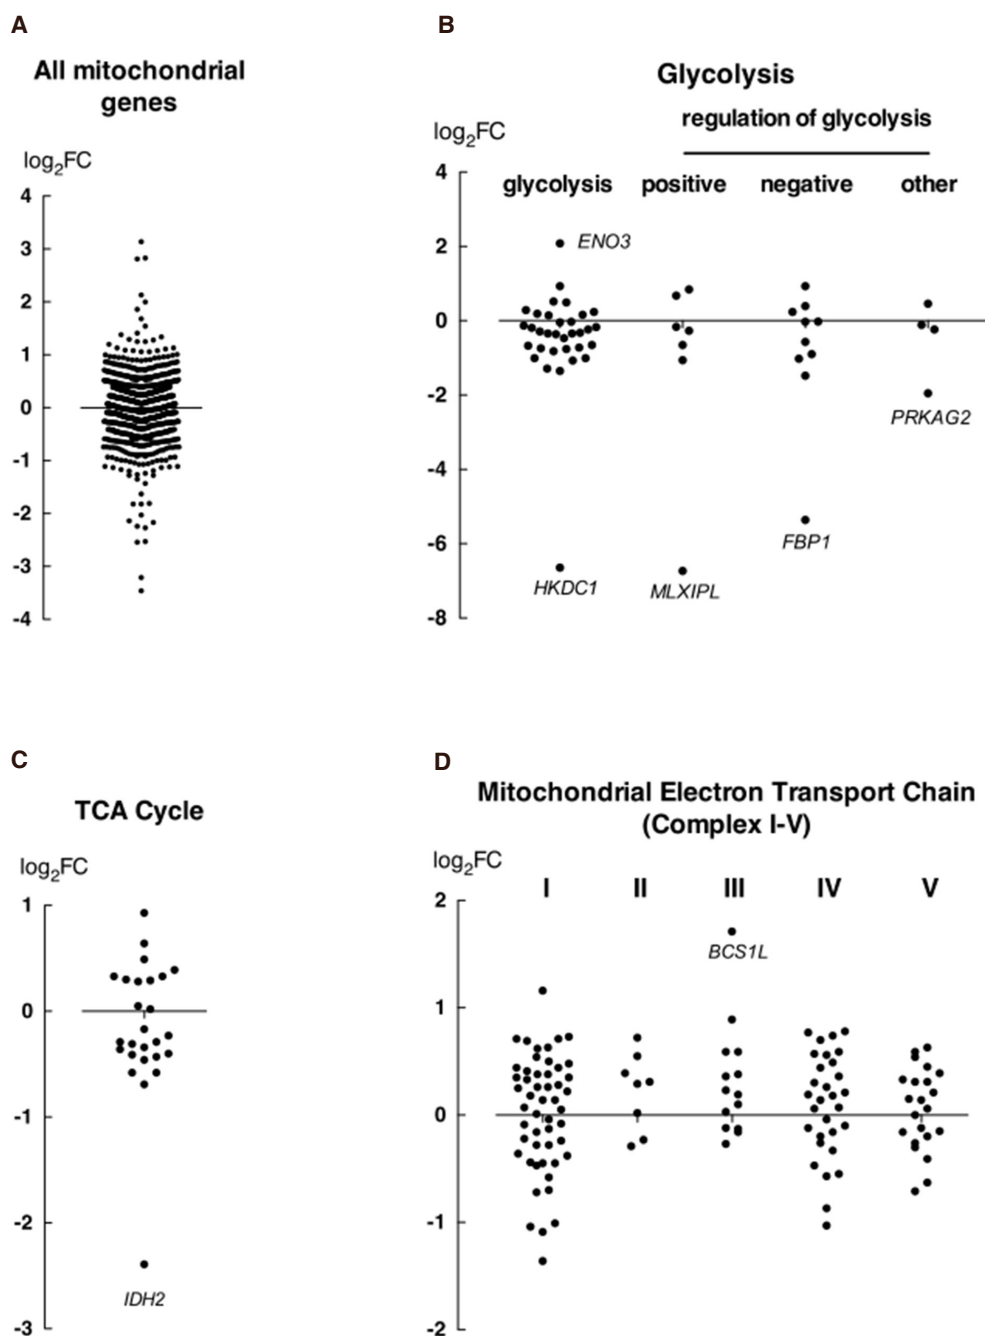 A
All mitochondrial
genes
log2FC
4
3
2
1
0
-1
-2
-3
-4
B
Glycolysis
regulation of glycolysis
log2FC
glycolysis positive negative other
4
2
0
-2
-4
-6
-8
ENO3
PRKAG2
FBP1
HKDC1
MLXIPL
C
TCA Cycle
log2FC
1
0
-1
-2
-3
IDH2
D
Mitochondrial Electron Transport Chain
(Complex I-V)
log2FC
I II III IV V
2
1
0
-1
-2
BCS1L